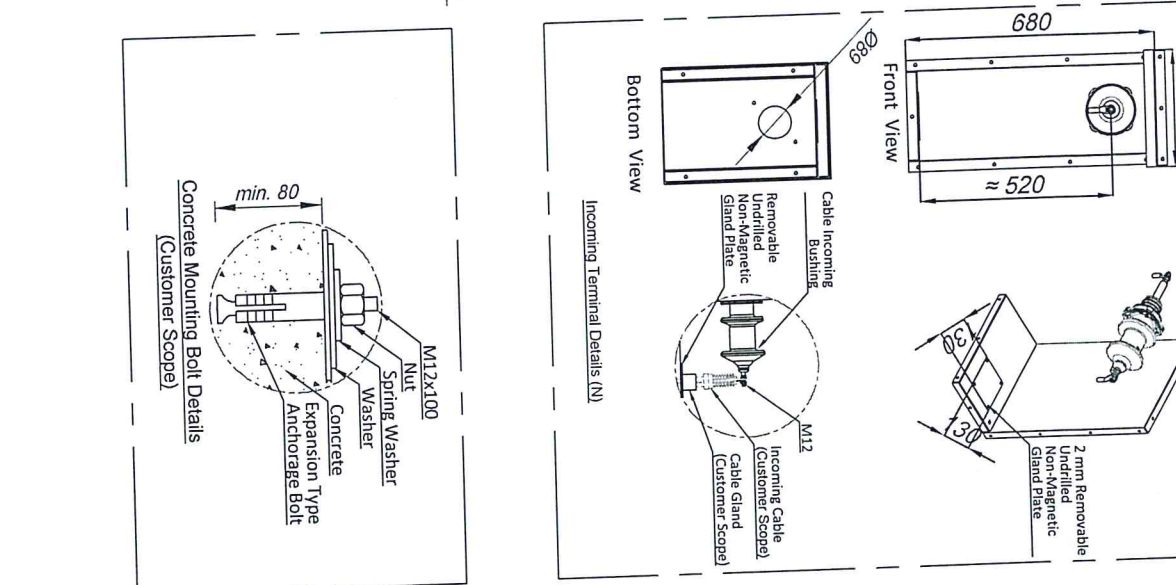 680
Front View
≈ 520
2 mm Removable
Undrilled
Non-Magnetic
Gland Plate
130
130
Bottom View
68Ø
Cable Incoming
Bushing
Removable
Undrilled
Non-Magnetic
Gland Plate
M12
Incoming Cable
(Customer Scope)
Cable Gland
(Customer Scope)
Incoming Terminal Details (N)
min. 80
M12x100
Nut
Spring Washer
Washer
Concrete
Expansion Type
Anchorage Bolt
Concrete Mounting Bolt Details
(Customer Scope)